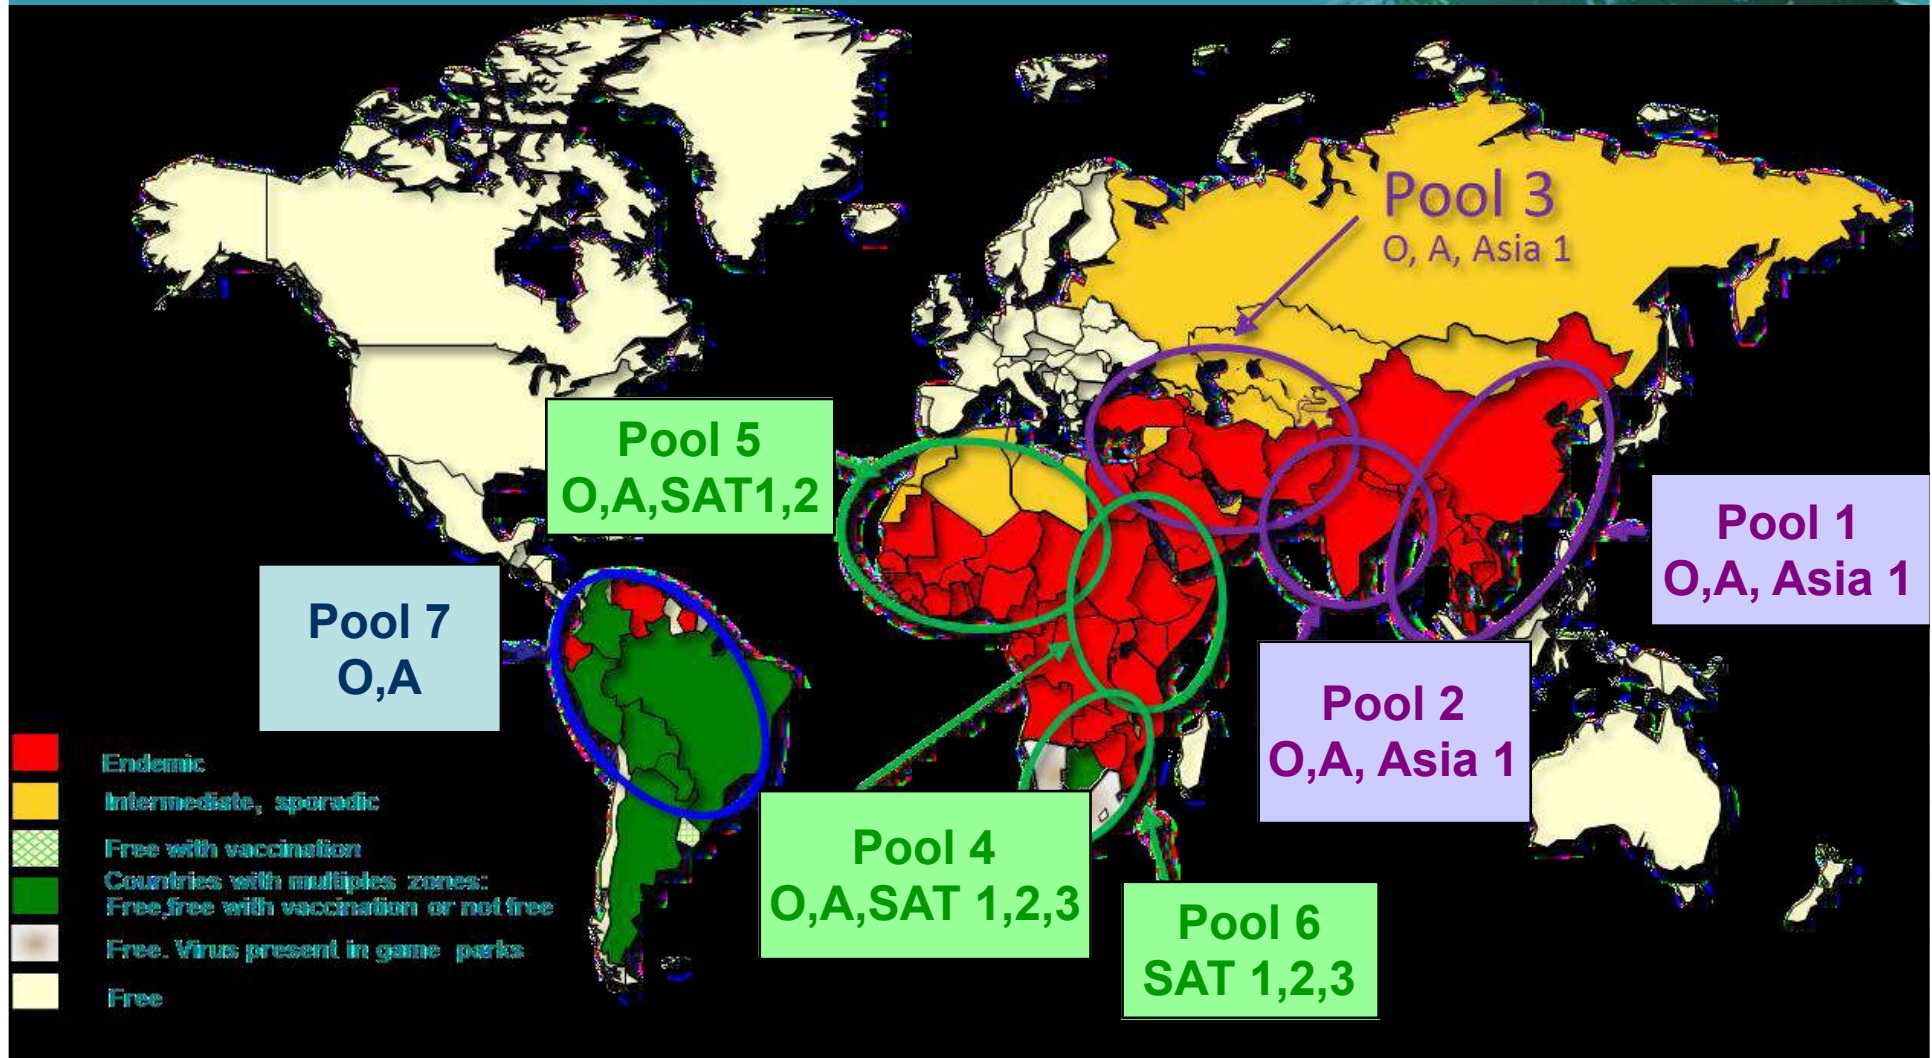 Pool 3
O, A, Asia 1
Pool 5
O,A,SAT1,2
Pool 1
O,A, Asia 1
Pool 7
O,A
Pool 2
O,A, Asia 1
Pool 4
O,A,SAT 1,2,3
Pool 6
SAT 1,2,3
Endemic
Intermediate, sporadic
Free with vaccination
Countries with multiples zones:
Free,free with vaccination or not free
Free. Virus present in game parks
Free